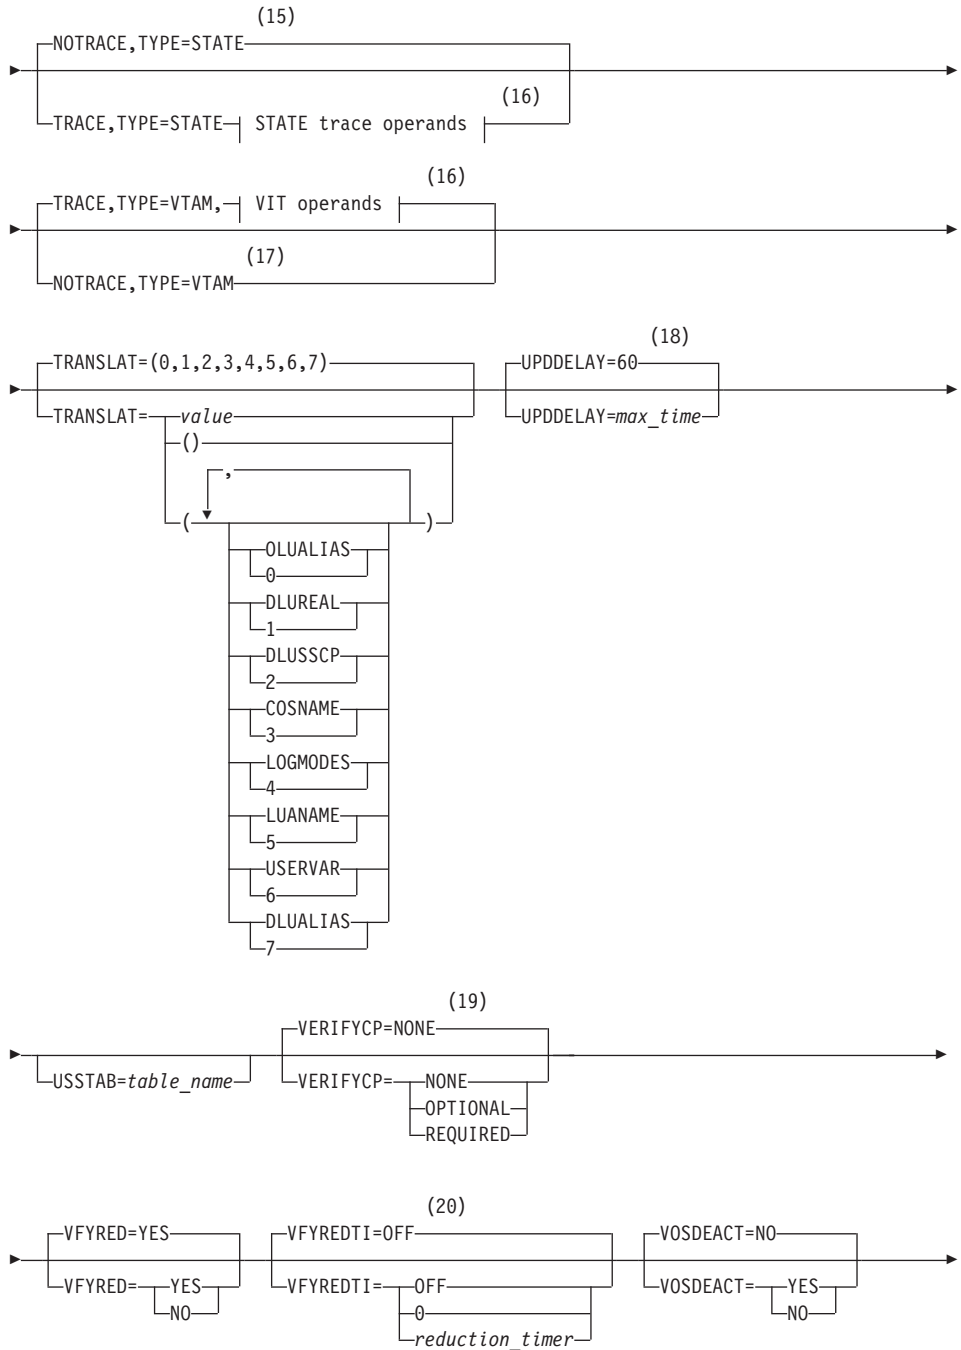 (15)
NOTRACE,TYPE=STATE
(16)
TRACE,TYPE=STATE STATE trace operands
(16)
TRACE,TYPE=VTAM, VIT operands
(17)
NOTRACE,TYPE=VTAM
(18)
TRANSLAT=(0,1,2,3,4,5,6,7) UPDDELAY=60
TRANSLAT= value UPDDELAY=max_time
()
,
( )
OLUALIAS
0
DLUREAL
1
DLUSSCP
2
COSNAME
3
LOGMODES
4
LUANAME
5
USERVAR
6
DLUALIAS
7
(19)
VERIFYCP=NONE
USSTAB=table_name VERIFYCP= NONE
OPTIONAL
REQUIRED
(20)
VFYRED=YES VFYREDTI=OFF VOSDEACT=NO
VFYRED= YES VFYREDTI= OFF VOSDEACT= YES
NO 0 NO
reduction_timer